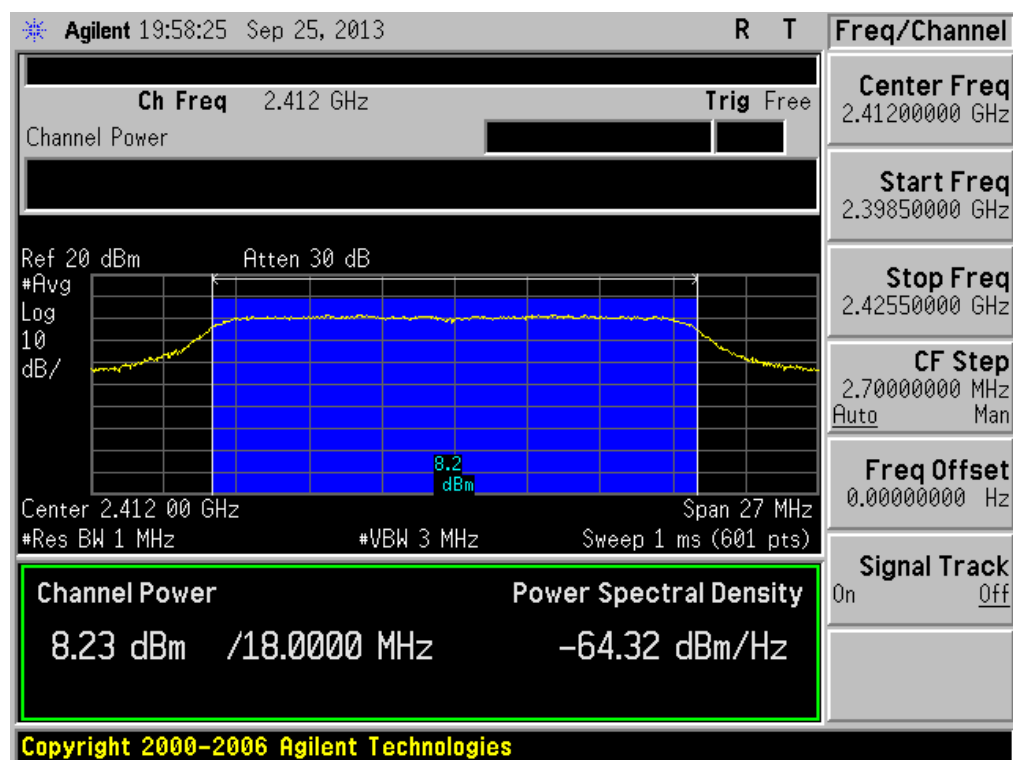 Agilent 19:58:25 Sep 25, 2013 R T
Freq/Channel
Ch Freq 2.412 GHz Trig Free
Channel Power
Center Freq
2.41200000 GHz
Start Freq
2.39850000 GHz
Stop Freq
2.42550000 GHz
CF Step
2.70000000 MHz
Auto Man
Freq Offset
0.00000000 Hz
Signal Track
On Off
Ref 20 dBm Atten 30 dB
#Avg
Log
10
dB/
8.2
dBm
Center 2.412 00 GHz Span 27 MHz
#Res BW 1 MHz #VBW 3 MHz Sweep 1 ms (601 pts)
Channel Power Power Spectral Density
8.23 dBm /18.0000 MHz -64.32 dBm/Hz
Copyright 2000-2006 Agilent Technologies